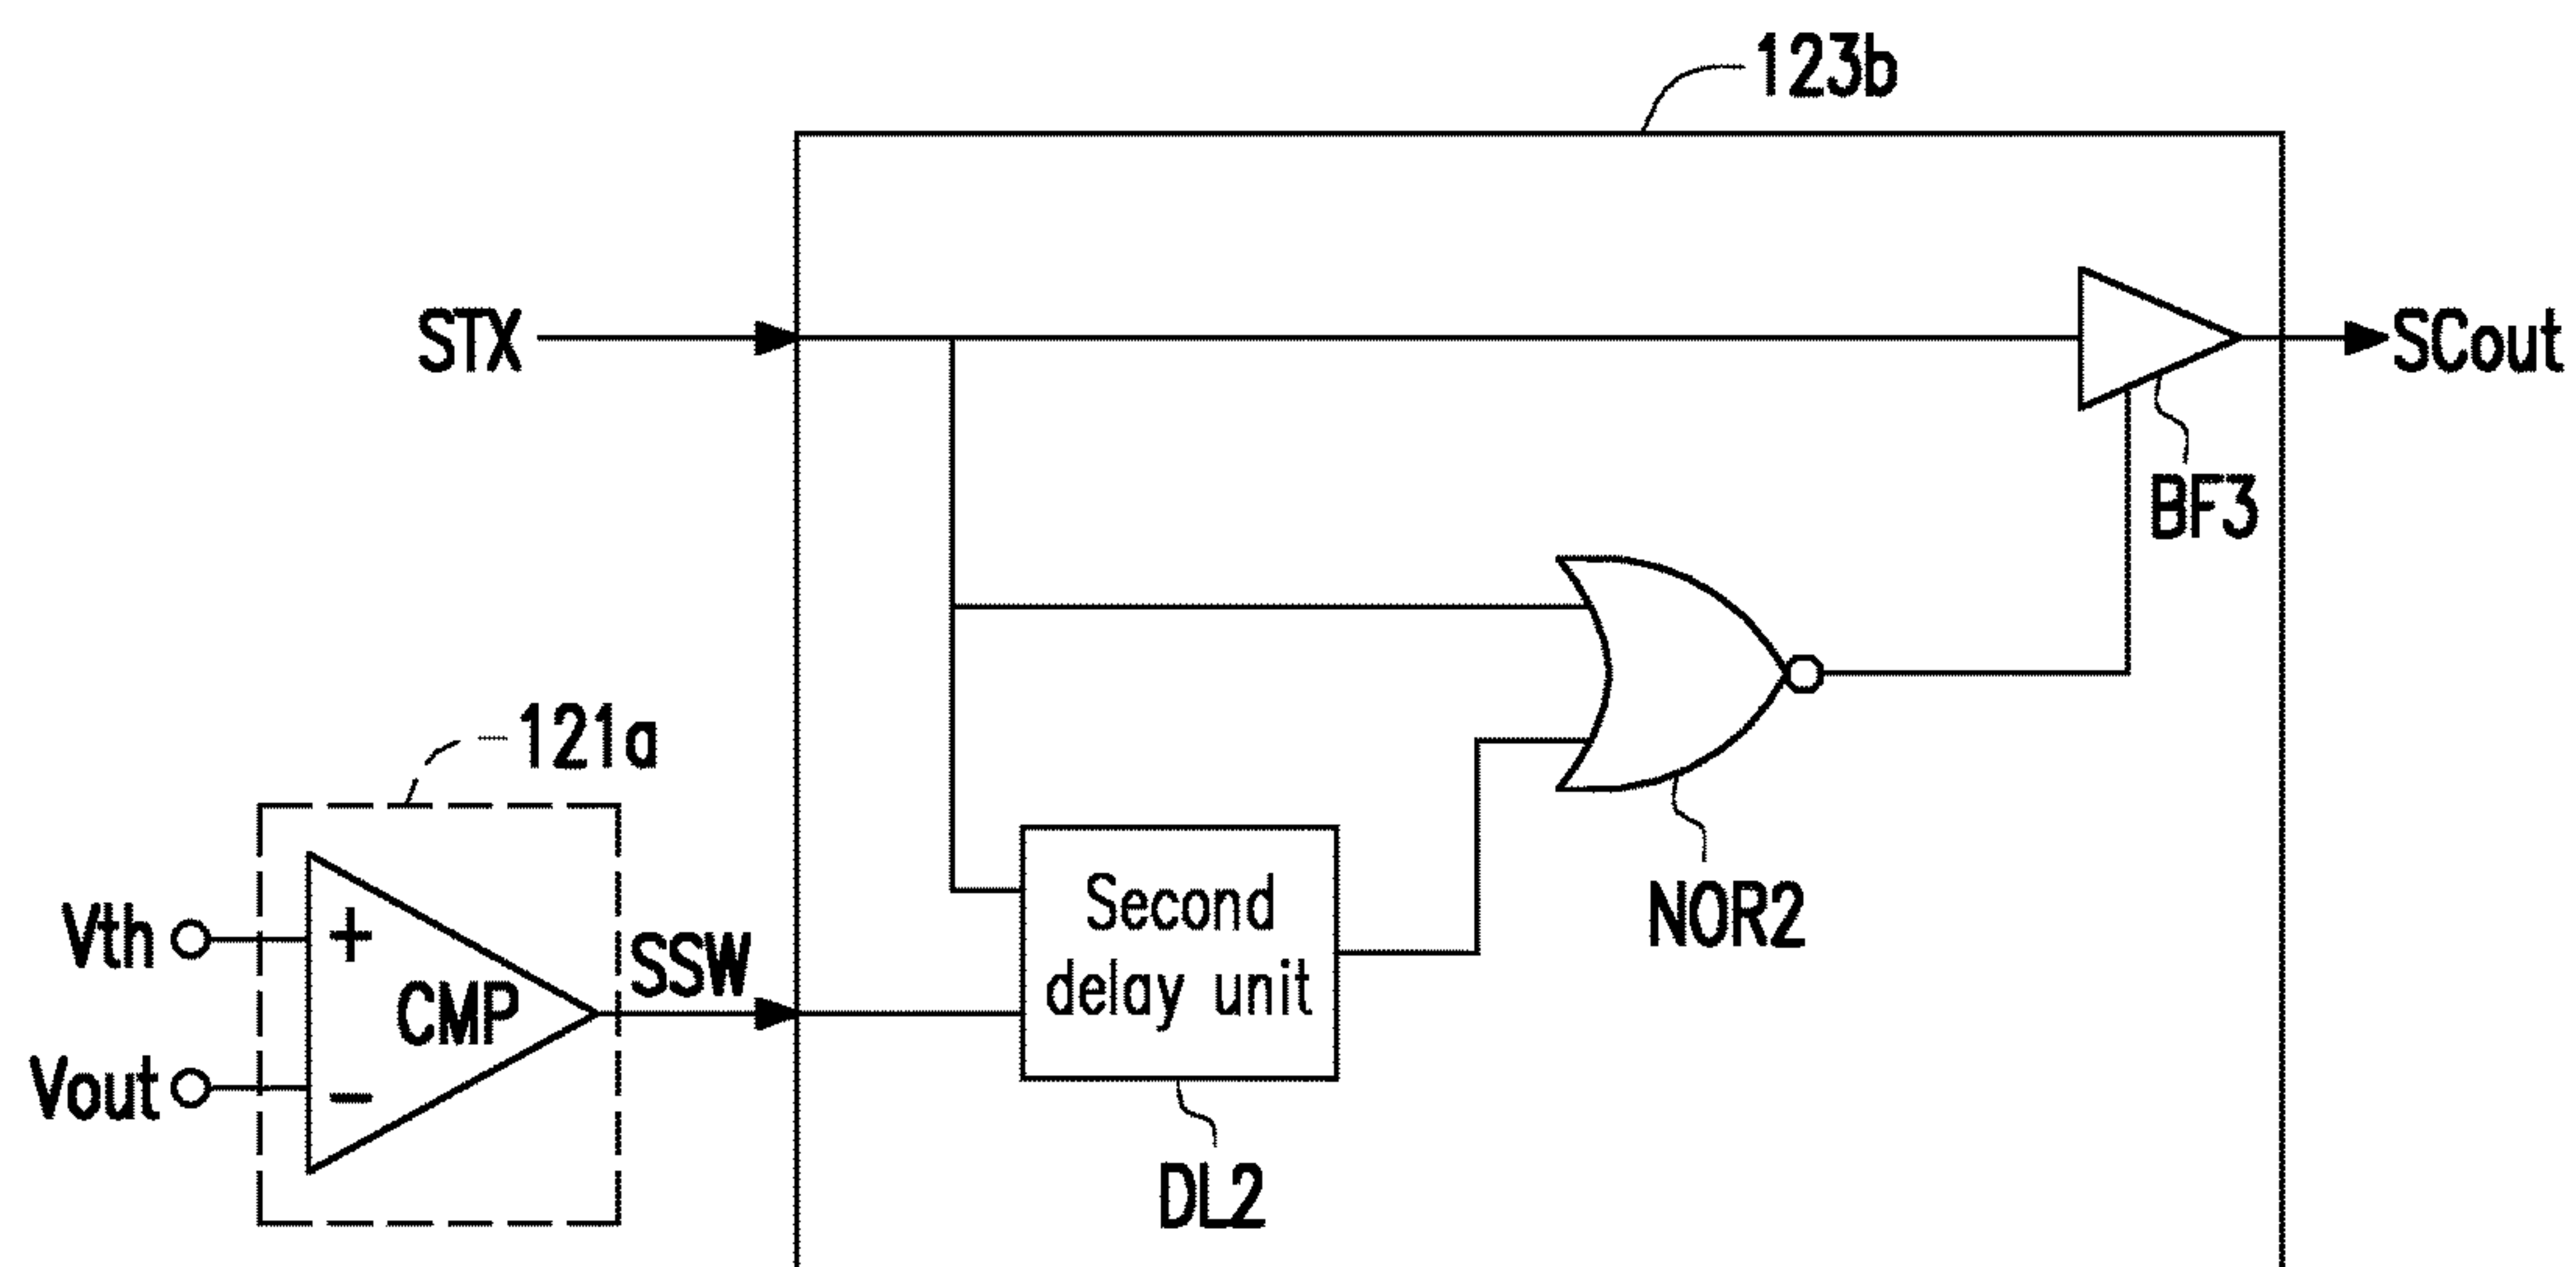 123b
STX
SCout
BF3
121a
NOR2
Second
delay unit
Vth
+
CMP
SSW
Vout
−
DL2